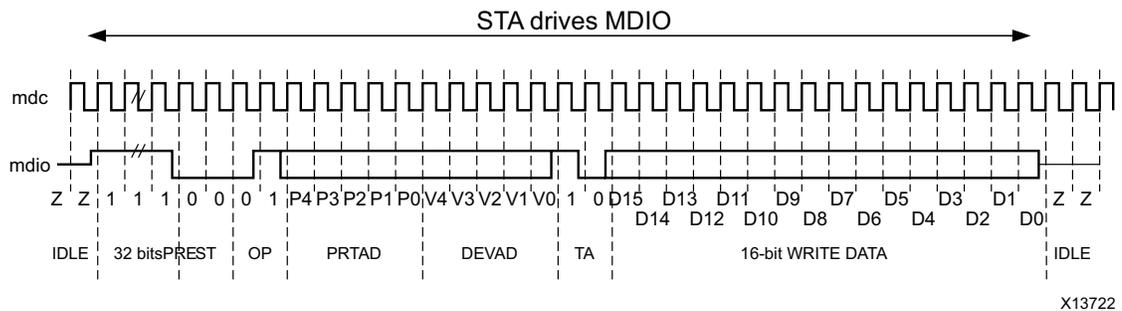 STA drives MDIO
mdc
mdio
Z Z 1 1 1 0 0 0 1 P4 P3 P2 P1 P0 V4 V3 V2 V1 V0 1 0 D15 D13 D11 D9 D7 D5 D3 D1 Z Z
D14 D12 D10 D8 D6 D4 D2 D0
IDLE 32 bitsPREST OP PRTAD DEVAD TA 16-bit WRITE DATA IDLE
X13722